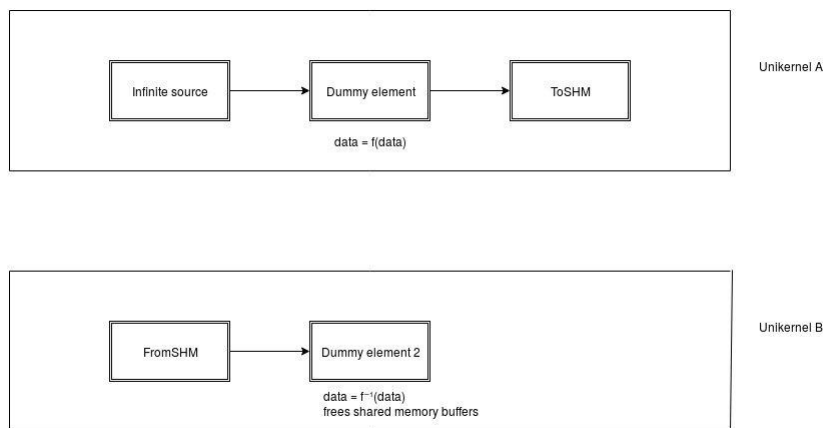 Unikernel A
Infinite source
Dummy element
ToSHM
data = f(data)
Unikernel B
FromSHM
Dummy element 2
data = f⁻¹(data)
frees shared memory buffers